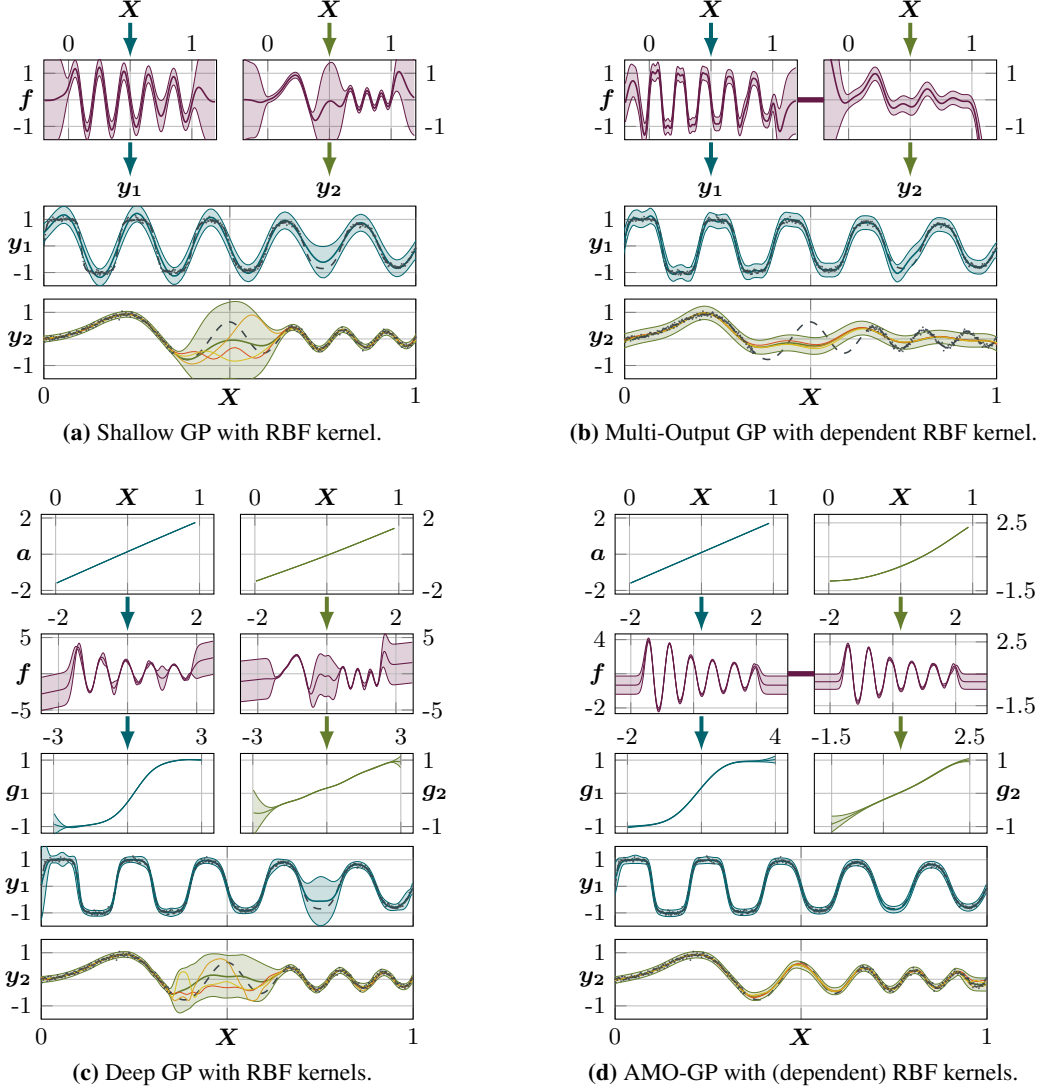 X X X X
0 1 0 1 0 1 0 1
1 1 1 1
f f
-1 -1 -1 -1
y1 y2 y1 y2
1 1
y1 y1
-1 -1
1 1
y2 y2
-1 -1
0 X 1 0 X 1
(a) Shallow GP with RBF kernel. (b) Multi-Output GP with dependent RBF kernel.
0 X 1 0 X 1 0 X 1 0 X 1
2 2 2 2.5
a a
-2 -2 -2 -1.5
-2 2 -2 2 -2 2 -2 2
5 5 4 2.5
f f
-5 -5 -2 -1.5
-3 3 -3 3 -2 4 -1.5 2.5
1 1 1 1
g1 g2 g1 g2
-1 -1 -1 -1
1 1
y1 y1
-1 -1
1 1
y2 y2
-1 -1
0 X 1 0 X 1
(c) Deep GP with RBF kernels. (d) AMO-GP with (dependent) RBF kernels.